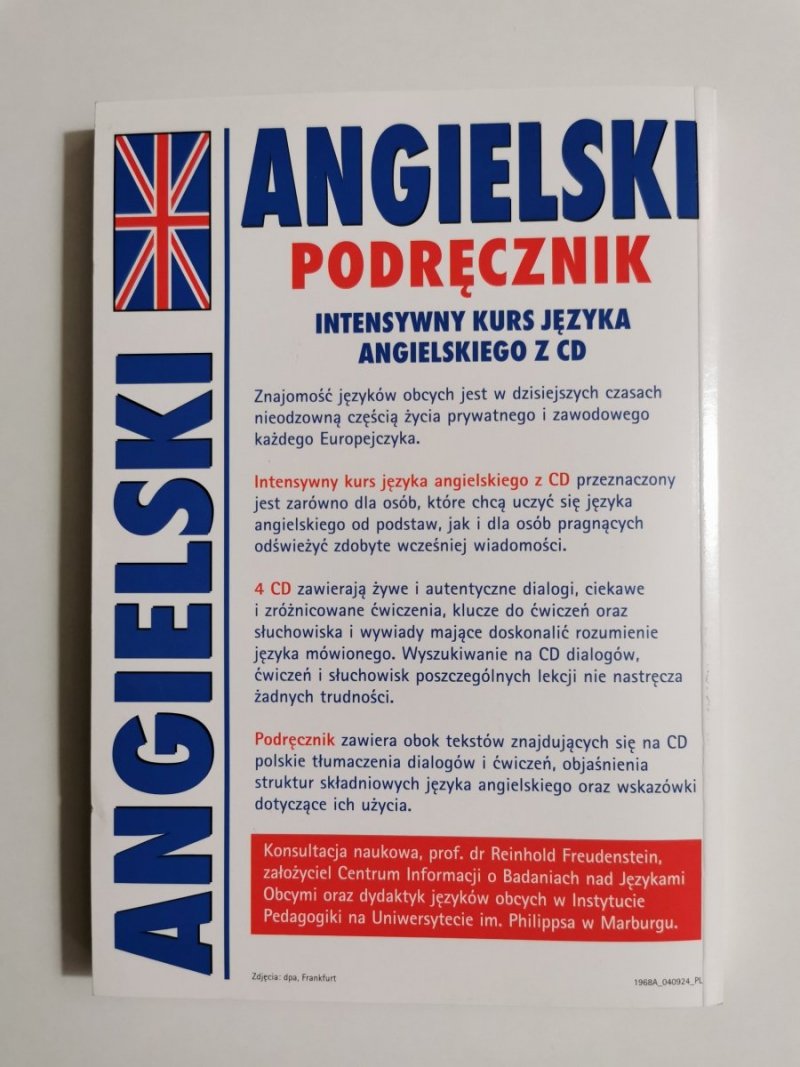 ANGIELSKI
ANGIELSKI
PODRĘCZNIK
INTENSYWNY KURS JĘZYKA
ANGIELSKIEGO Z CD
Znajomość języków obcych jest w dzisiejszych czasach
nieodzowną częścią życia prywatnego i zawodowego
każdego Europejczyka.
Intensywny kurs języka angielskiego z CD przeznaczony
jest zarówno dla osób, które chcą uczyć się języka
angielskiego od podstaw, jak i dla osób pragnących
odświeżyć zdobyte wcześniej wiadomości.
4 CD zawierają żywe i autentyczne dialogi, ciekawe
i zróżnicowane ćwiczenia, klucze do ćwiczeń oraz
słuchowiska i wywiady mające doskonalić rozumienie
języka mówionego. Wyszukiwanie na CD dialogów,
ćwiczeń i słuchowisk poszczególnych lekcji nie nastręcza
żadnych trudności.
Podręcznik zawiera obok tekstów znajdujących się na CD
polskie tłumaczenia dialogów i ćwiczeń, objaśnienia
struktur składniowych języka angielskiego oraz wskazówki
dotyczące ich użycia.
Konsultacja naukowa, prof. dr Reinhold Freudenstein,
założyciel Centrum Informacji o Badaniach nad Językami
Obcymi oraz dydaktyk języków obcych w Instytucie
Pedagogiki na Uniwersytecie im. Philippsa w Marburgu.
Zdjęcia: dpa, Frankfurt
1968A_040924_PL